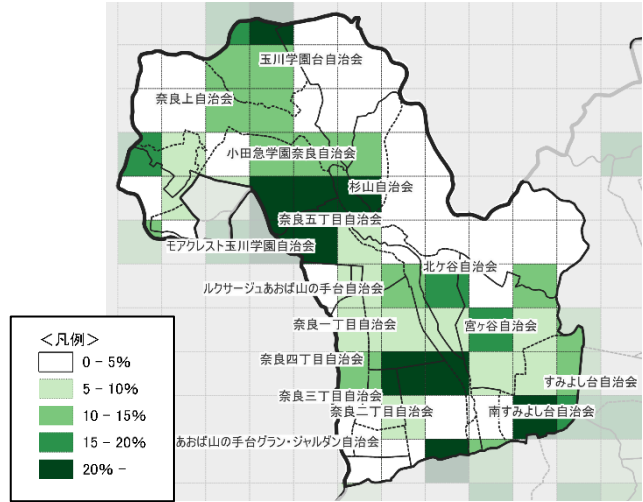 玉川学園台自治会
奈良上自治会
小田急学園奈良自治会
杉山自治会
奈良五丁目自治会
モアクレスト玉川学園自治会
北ケ谷自治会
ルクサージュあおば山の手台自治会
奈良一丁目自治会
宮ケ谷自治会
奈良四丁目自治会
すみよし台自治会
奈良三丁目自治会
奈良二丁目自治会
南すみよし台自治会
あおば山の手台グラン・ジャルダン自治会
＜凡例＞
0 - 5%
5 - 10%
10 - 15%
15 - 20%
20% -